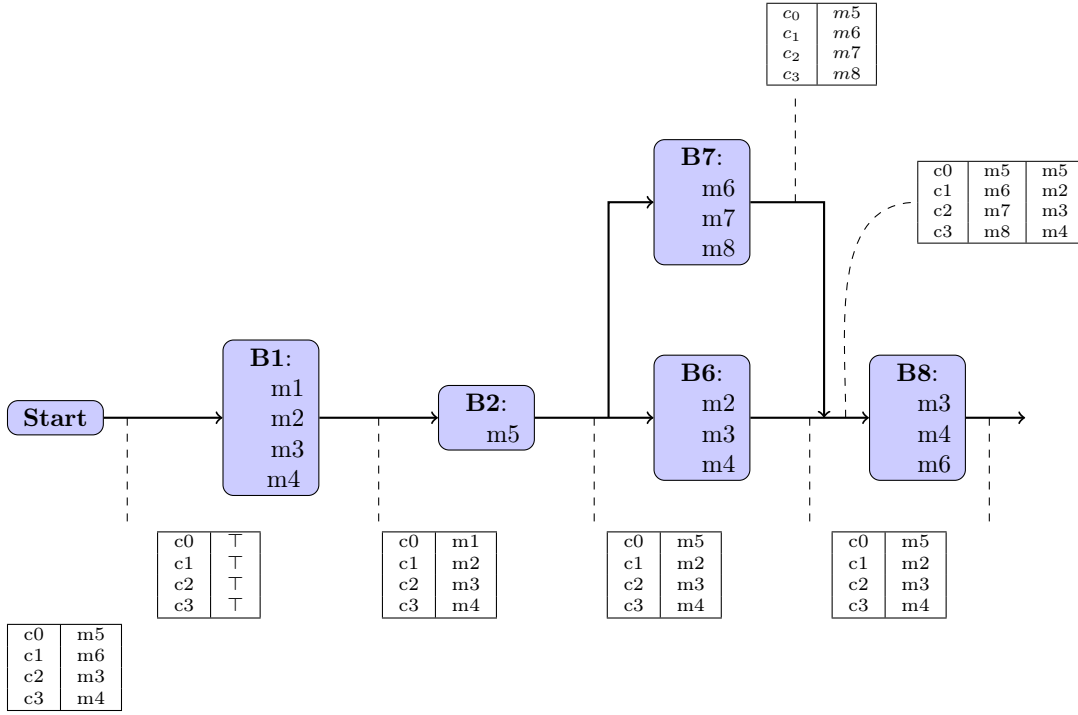 c0 m5
c1 m6
c2 m7
c3 m8
B7:
m6
m7
m8
c0 m5 m5
c1 m6 m2
c2 m7 m3
c3 m8 m4
Start
B1:
m1
m2
m3
m4
B2:
m5
B6:
m2
m3
m4
B8:
m3
m4
m6
c0 ⊤
c1 ⊤
c2 ⊤
c3 ⊤
c0 m1
c1 m2
c2 m3
c3 m4
c0 m5
c1 m2
c2 m3
c3 m4
c0 m5
c1 m2
c2 m3
c3 m4
c0 m5
c1 m6
c2 m3
c3 m4